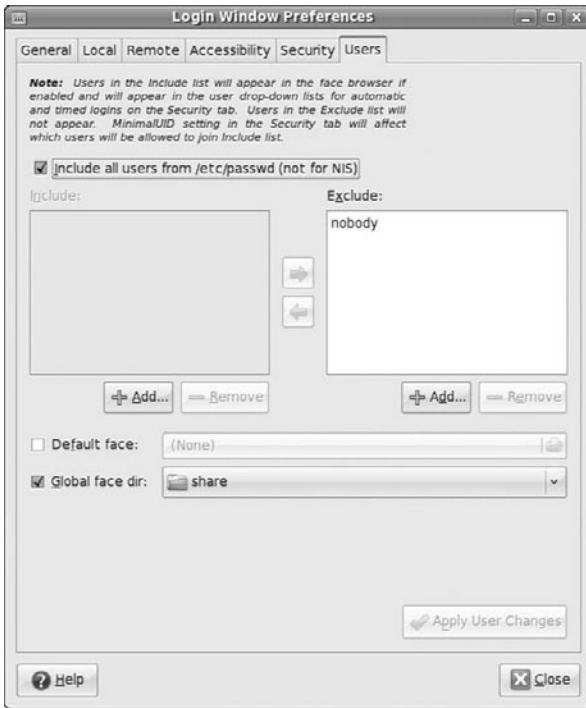 Login Window Preferences
General Local Remote Accessibility Security Users
Note: Users in the Include list will appear in the face browser if
enabled and will appear in the user drop-down lists for automatic
and timed logins on the Security tab. Users in the Exclude list will
not appear. MinimalUID setting in the Security tab will affect
which users will be allowed to join Include list.
Include all users from /etc/passwd (not for NIS)
Include: Exclude:
nobody
Add... Remove Add... Remove
Default face: (None)
Global face dir: share
Apply User Changes
Help Close